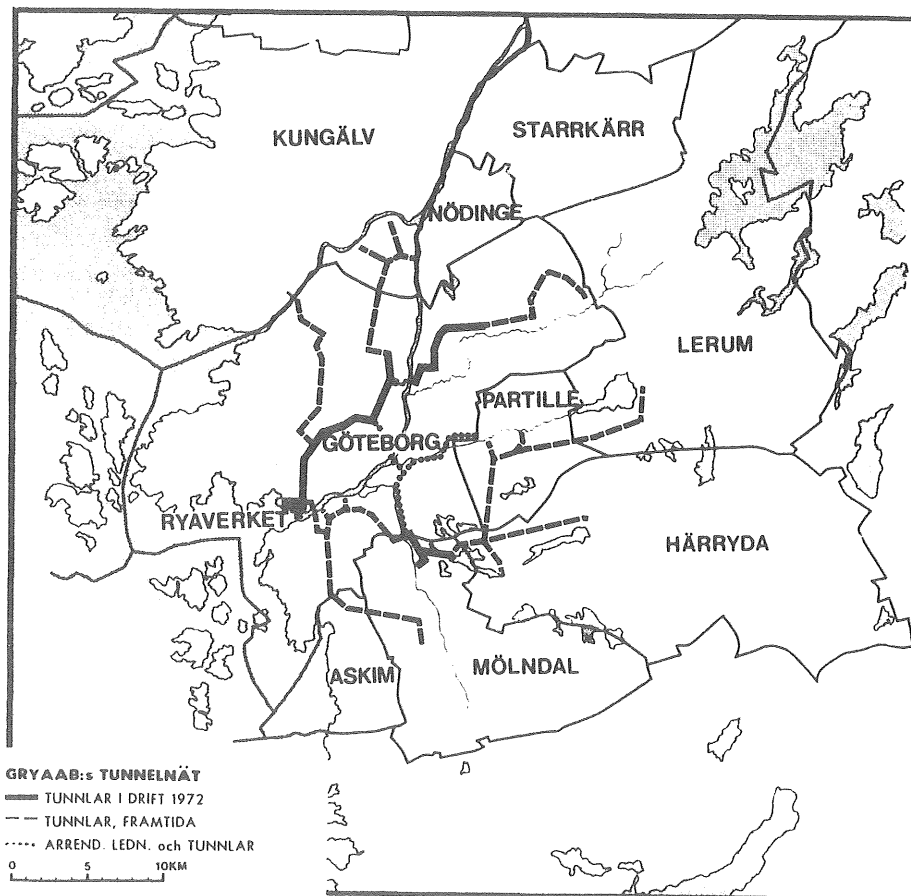 KUNGÄLV
STARRKÄRR
NÖDINGE
LERUM
PARTILLE
GÖTEBORG
RYAVERKET
HÄRRYDA
ASKIM
MÖLNDAL
GRYAAB:s TUNNELNÄT
TUNNLAR I DRIFT 1972
TUNNLAR, FRAMTIDA
ARREND. LEDN. och TUNNLAR
0 5 10KM